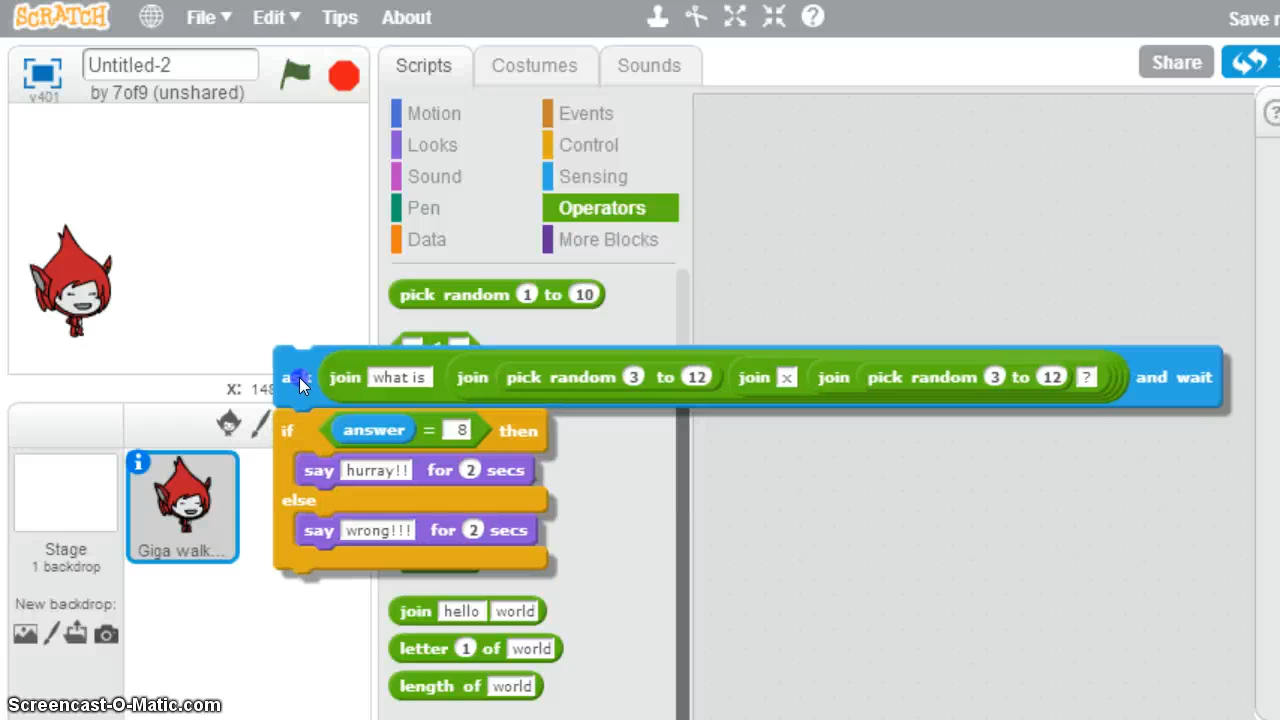 SCRATCH File Edit Tips About Save
Untitled-2
by 7of9 (unshared)
v401
Scripts Costumes Sounds
Share
Motion Events
Looks Control
Sound Sensing
Pen Operators
Data More Blocks
pick random 1 to 10
join what is join pick random 3 to 12 join x join pick random 3 to 12 ? and wait
x: 148
if answer = 8 then
say hurray!! for 2 secs
else
say wrong!!! for 2 secs
Stage
1 backdrop
Giga walk...
New backdrop:
join hello world
letter 1 of world
length of world
Screencast-O-Matic.com